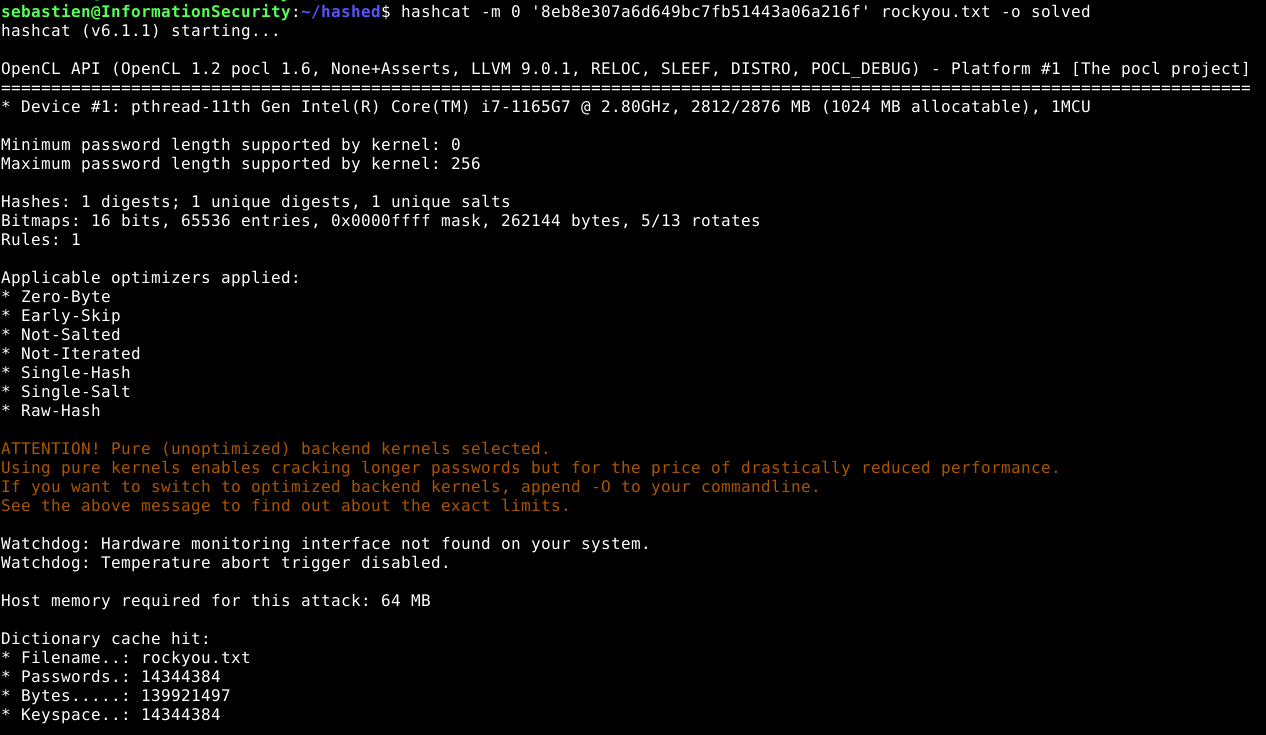 sebastien@InformationSecurity:~/hashed$ hashcat -m 0 '8eb8e307a6d649bc7fb51443a06a216f' rockyou.txt -o solved
hashcat (v6.1.1) starting...
OpenCL API (OpenCL 1.2 pocl 1.6, None+Asserts, LLVM 9.0.1, RELOC, SLEEF, DISTRO, POCL_DEBUG) - Platform #1 [The pocl project]
=============================================================================================================================
* Device #1: pthread-11th Gen Intel(R) Core(TM) i7-1165G7 @ 2.80GHz, 2812/2876 MB (1024 MB allocatable), 1MCU
Minimum password length supported by kernel: 0
Maximum password length supported by kernel: 256
Hashes: 1 digests; 1 unique digests, 1 unique salts
Bitmaps: 16 bits, 65536 entries, 0x0000ffff mask, 262144 bytes, 5/13 rotates
Rules: 1
Applicable optimizers applied:
* Zero-Byte
* Early-Skip
* Not-Salted
* Not-Iterated
* Single-Hash
* Single-Salt
* Raw-Hash
ATTENTION! Pure (unoptimized) backend kernels selected.
Using pure kernels enables cracking longer passwords but for the price of drastically reduced performance.
If you want to switch to optimized backend kernels, append -O to your commandline.
See the above message to find out about the exact limits.
Watchdog: Hardware monitoring interface not found on your system.
Watchdog: Temperature abort trigger disabled.
Host memory required for this attack: 64 MB
Dictionary cache hit:
* Filename..: rockyou.txt
* Passwords.: 14344384
* Bytes.....: 139921497
* Keyspace..: 14344384